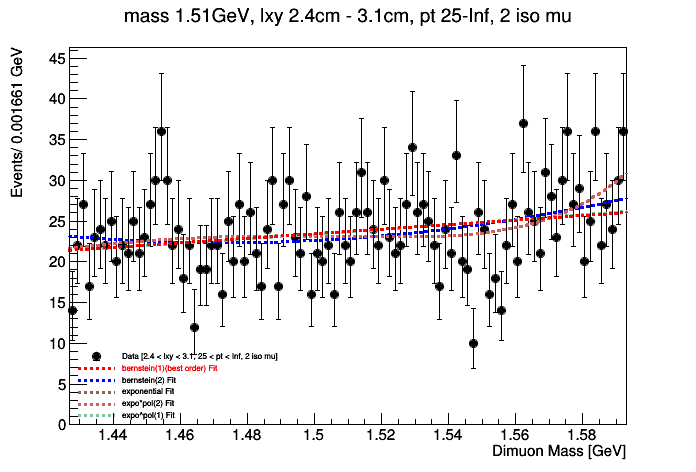 mass 1.51GeV, lxy 2.4cm - 3.1cm, pt 25-Inf, 2 iso mu
Events/ 0.001661 GeV
45
40
35
30
25
20
15
10
5
0
Data [2.4 < lxy < 3.1, 25 < pt < Inf, 2 iso mu]
bernstein(1)(best order) Fit
bernstein(2) Fit
exponential Fit
expo*pol(2) Fit
expo*pol(1) Fit
1.44 1.46 1.48 1.5 1.52 1.54 1.56 1.58
Dimuon Mass [GeV]